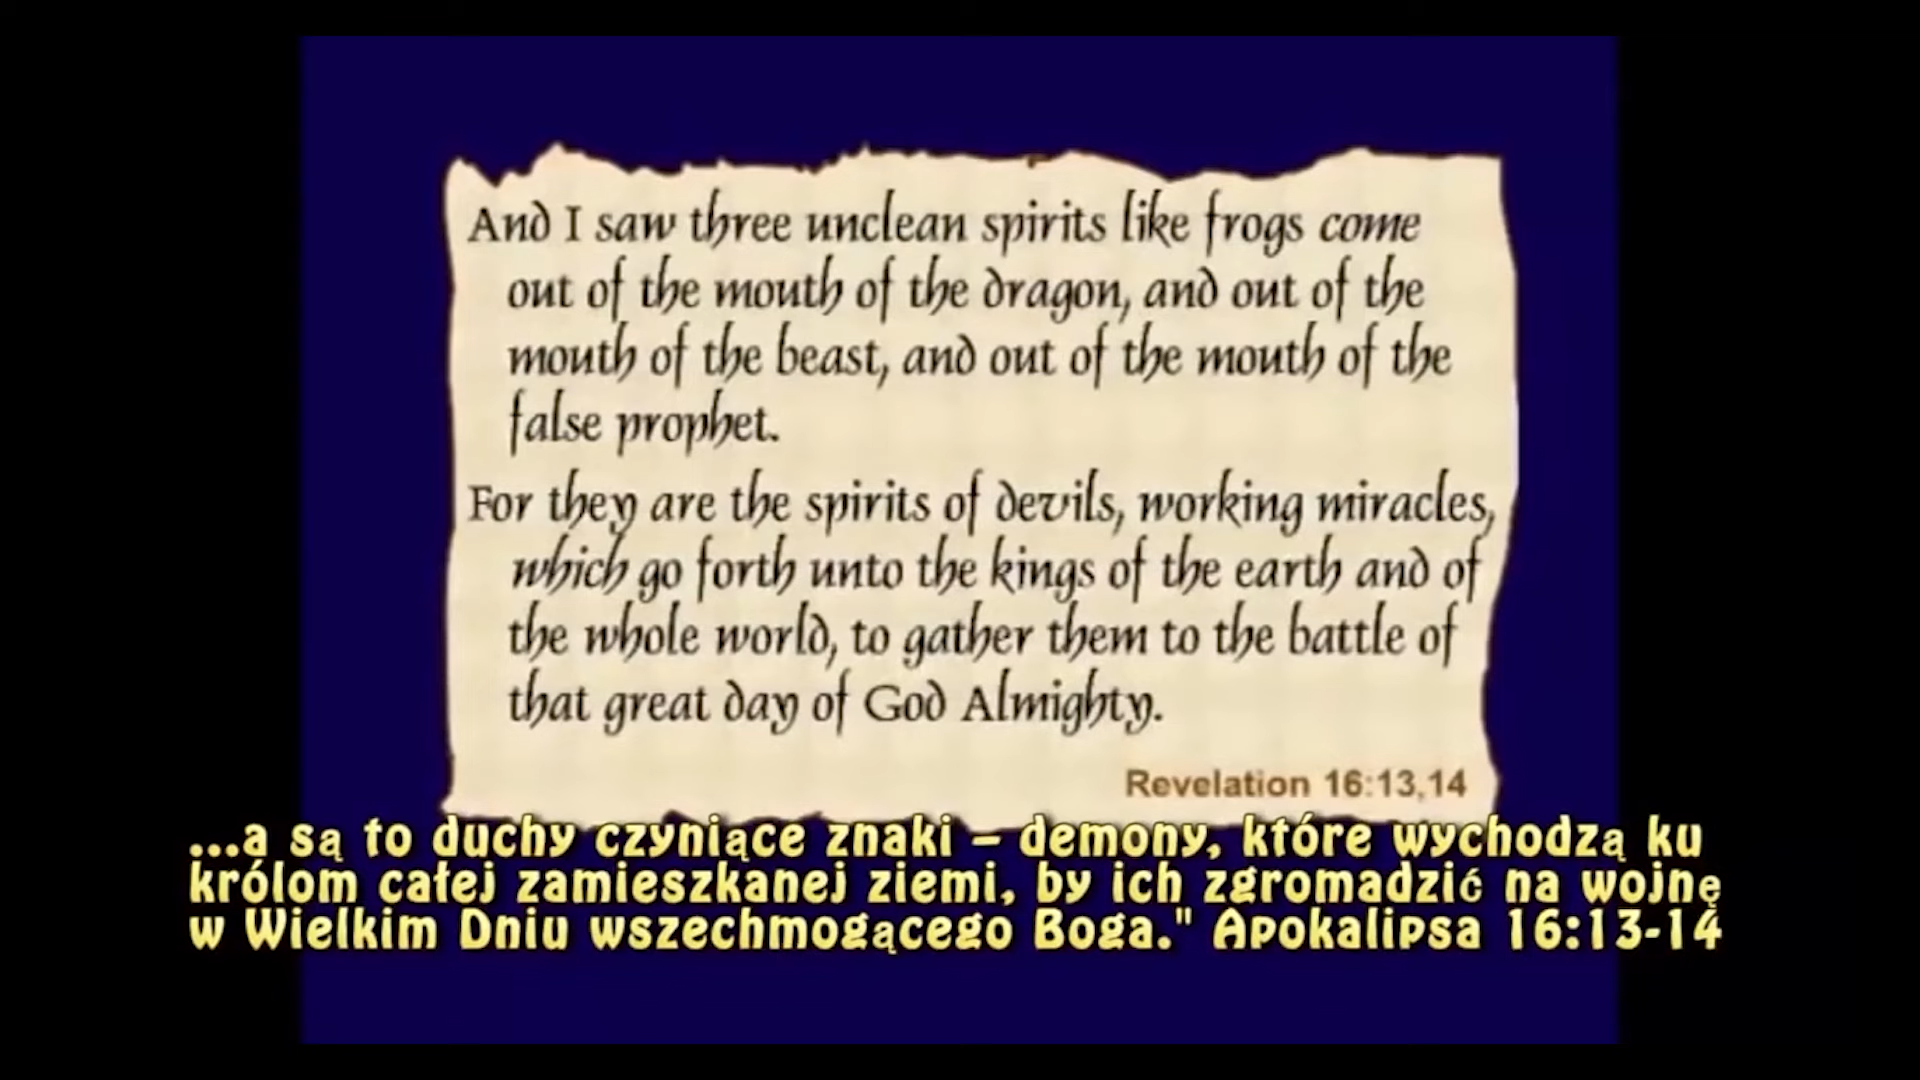 And I saw three unclean spirits like frogs come
out of the mouth of the dragon, and out of the
mouth of the beast, and out of the mouth of the
false prophet.
For they are the spirits of devils, working miracles,
which go forth unto the kings of the earth and of
the whole world, to gather them to the battle of
that great day of God Almighty.
Revelation 16:13,14
...a są to duchy czyniące znaki – demony, które wychodzą ku
królom całej zamieszkanej ziemi, by ich zgromadzić na wojnę
w Wielkim Dniu wszechmogącego Boga." Apokalipsa 16:13-14